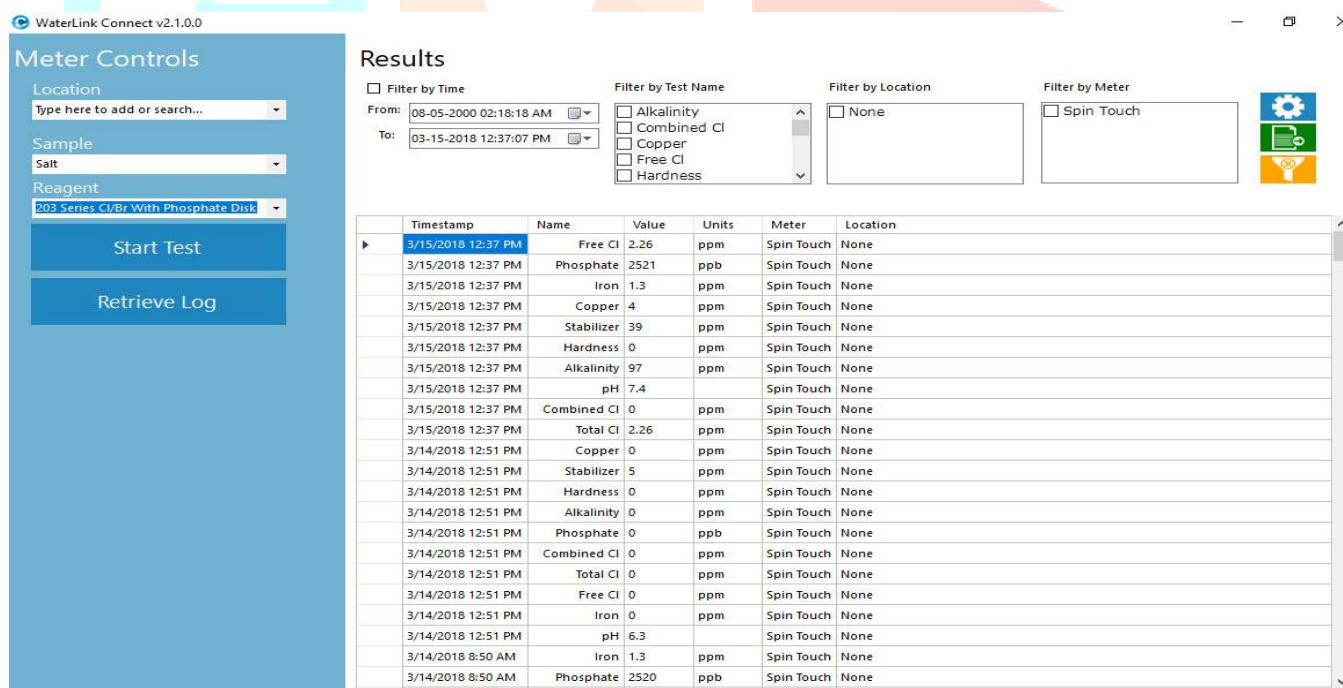 WaterLink Connect v2.1.0.0
Meter Controls
Location
Type here to add or search...
Sample
Salt
Reagent
203 Series Cl/Br With Phosphate Disk
Start Test
Retrieve Log
Results
Filter by Time
From: 08-05-2000 02:18:18 AM
To: 03-15-2018 12:37:07 PM
Filter by Test Name
Alkalinity
Combined Cl
Copper
Free Cl
Hardness
Filter by Location
None
Filter by Meter
Spin Touch
Timestamp Name Value Units Meter Location
3/15/2018 12:37 PM Free Cl 2.26 ppm Spin Touch None
3/15/2018 12:37 PM Phosphate 2521 ppb Spin Touch None
3/15/2018 12:37 PM Iron 1.3 ppm Spin Touch None
3/15/2018 12:37 PM Copper 4 ppm Spin Touch None
3/15/2018 12:37 PM Stabilizer 39 ppm Spin Touch None
3/15/2018 12:37 PM Hardness 0 ppm Spin Touch None
3/15/2018 12:37 PM Alkalinity 97 ppm Spin Touch None
3/15/2018 12:37 PM pH 7.4 Spin Touch None
3/15/2018 12:37 PM Combined Cl 0 ppm Spin Touch None
3/15/2018 12:37 PM Total Cl 2.26 ppm Spin Touch None
3/14/2018 12:51 PM Copper 0 ppm Spin Touch None
3/14/2018 12:51 PM Stabilizer 5 ppm Spin Touch None
3/14/2018 12:51 PM Hardness 0 ppm Spin Touch None
3/14/2018 12:51 PM Alkalinity 0 ppm Spin Touch None
3/14/2018 12:51 PM Phosphate 0 ppb Spin Touch None
3/14/2018 12:51 PM Combined Cl 0 ppm Spin Touch None
3/14/2018 12:51 PM Total Cl 0 ppm Spin Touch None
3/14/2018 12:51 PM Free Cl 0 ppm Spin Touch None
3/14/2018 12:51 PM Iron 0 ppm Spin Touch None
3/14/2018 12:51 PM pH 6.3 Spin Touch None
3/14/2018 8:50 AM Iron 1.3 ppm Spin Touch None
3/14/2018 8:50 AM Phosphate 2520 ppb Spin Touch None